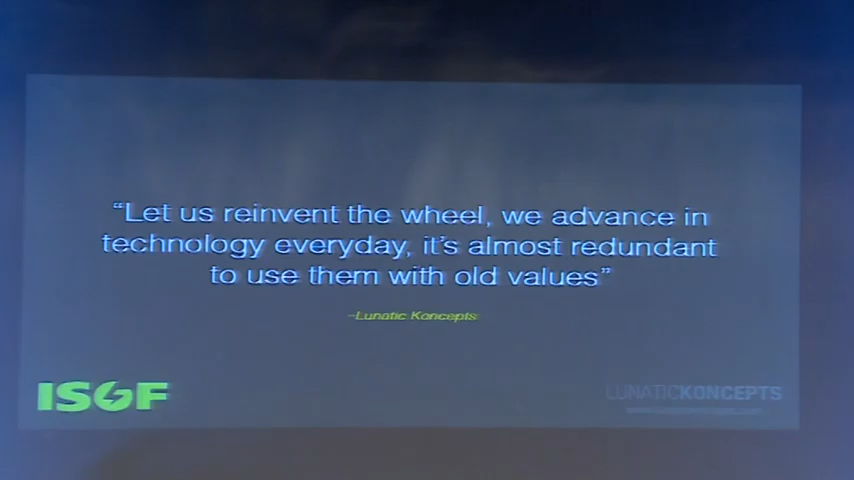 “Let us reinvent the wheel, we advance in
technology everyday, it’s almost redundant
to use them with old values”
-Lunatic Koncepts
ISGF
LUNATICKONCEPTS